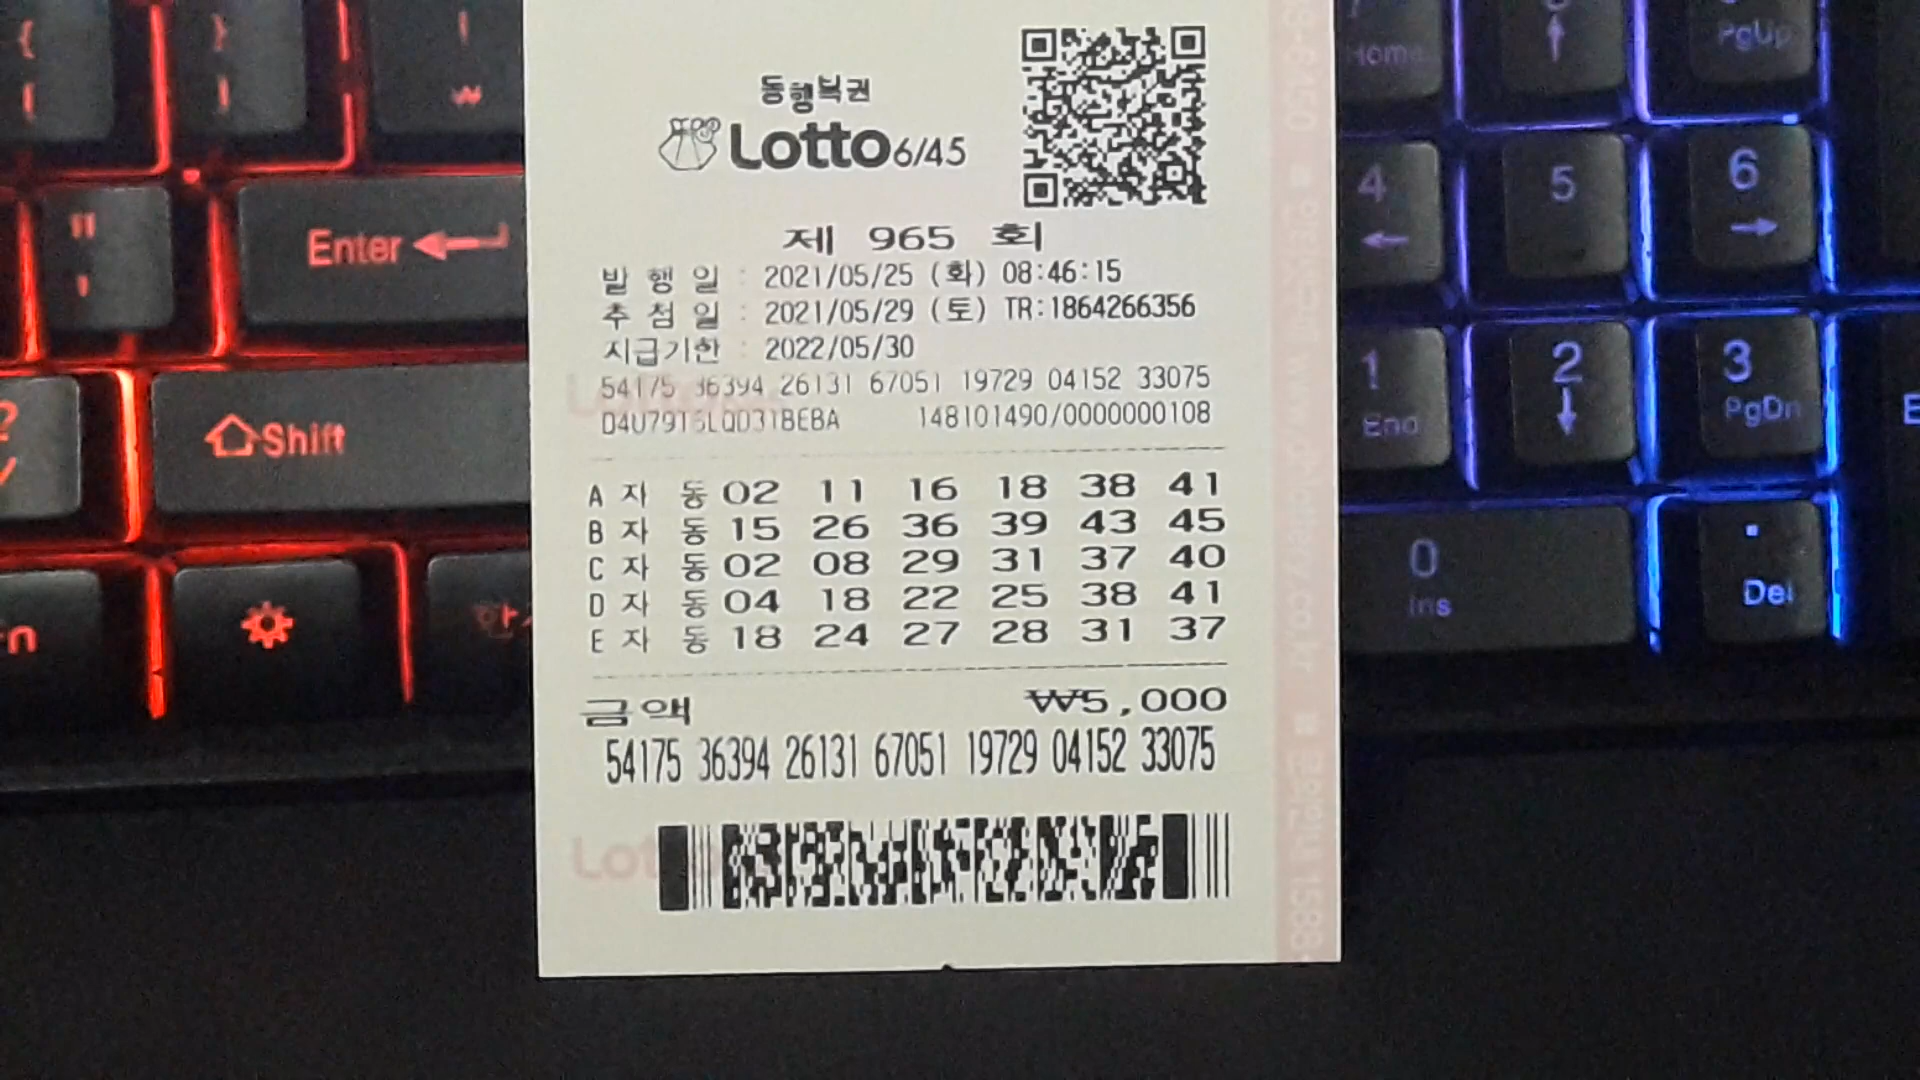 동행복권
Lotto 6/45
제 965 회
발 행 일 : 2021/05/25 (화) 08:46:15
추 첨 일 : 2021/05/29 (토) TR:1864266356
지급기한 : 2022/05/30
54175 36394 26131 67051 19729 04152 33075
148101490/0000000108
A 자 동 02 11 16 18 38 41
B 자 동 15 26 36 39 43 45
C 자 동 02 08 29 31 37 40
D 자 동 04 18 22 25 38 41
E 자 동 18 24 27 28 31 37
금액 ₩5,000
54175 36394 26131 67051 19729 04152 33075
Lotto
{
[
}
]
|
₩
"
'
Enter
Shift
Home
PgUp
4
5
6
1
End
2
3
PgDn
0
Ins
.
Del